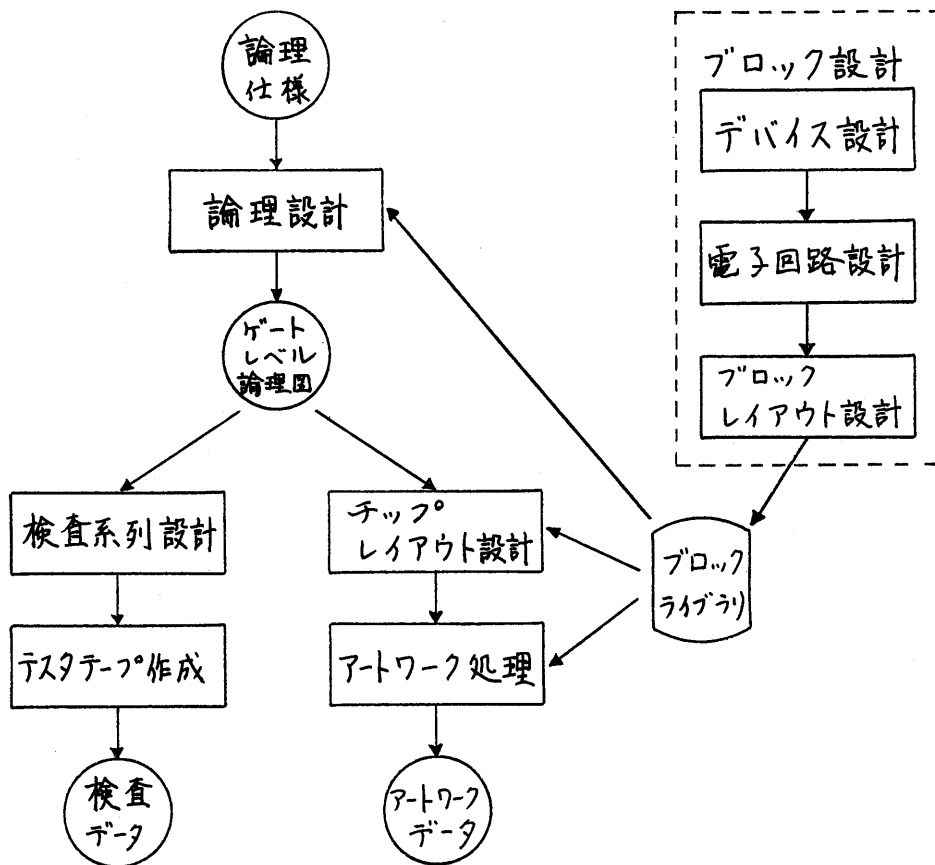 論理
仕様
論理設計
ゲート
レベル
論理図
検査系列設計
テスタテープ作成
検査
データ
チップ
レイアウト設計
アートワーク処理
アートワーク
データ
ブロック設計
デバイス設計
電子回路設計
ブロック
レイアウト設計
ブロック
ライブラリ